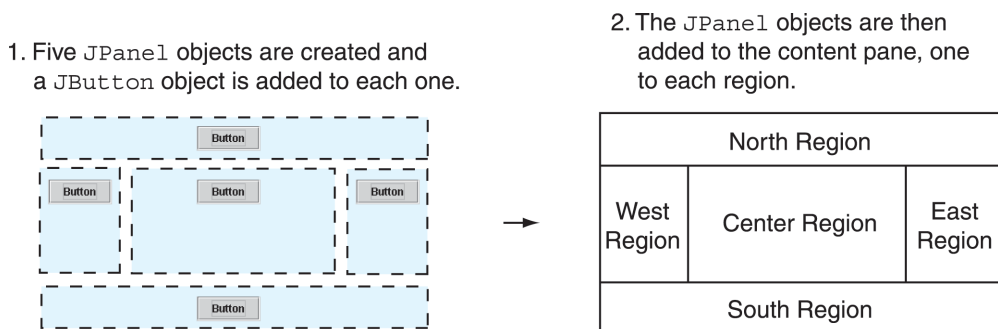 1. Five JPanel objects are created and
a JButton object is added to each one.
Button
Button
Button
Button
Button
2. The JPanel objects are then
added to the content pane, one
to each region.
North Region
West
Region
Center Region
East
Region
South Region